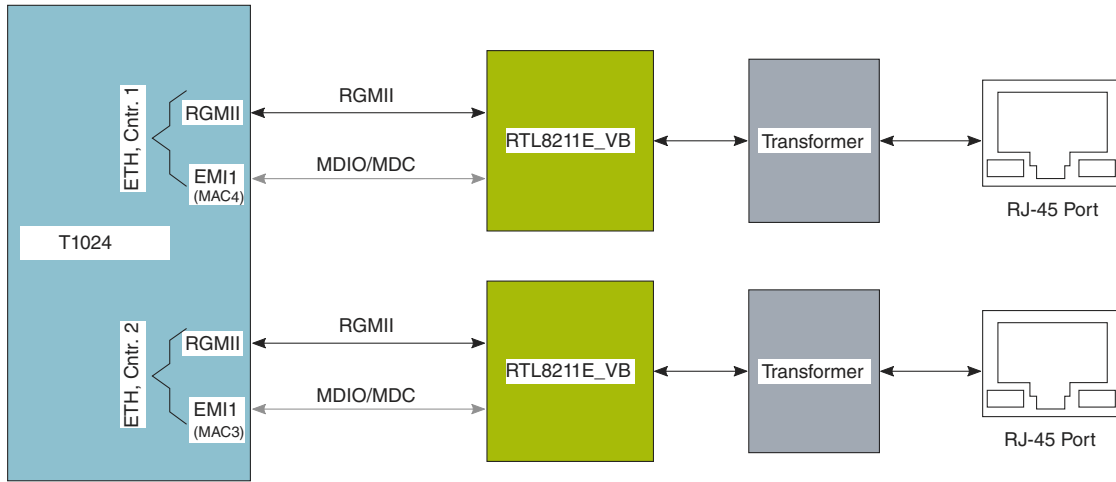 ETH, Cntr. 1
RGMII
EMI1
(MAC4)
RGMII
MDIO/MDC
RTL8211E_VB
Transformer
RJ-45 Port
T1024
ETH, Cntr. 2
RGMII
EMI1
(MAC3)
RGMII
MDIO/MDC
RTL8211E_VB
Transformer
RJ-45 Port